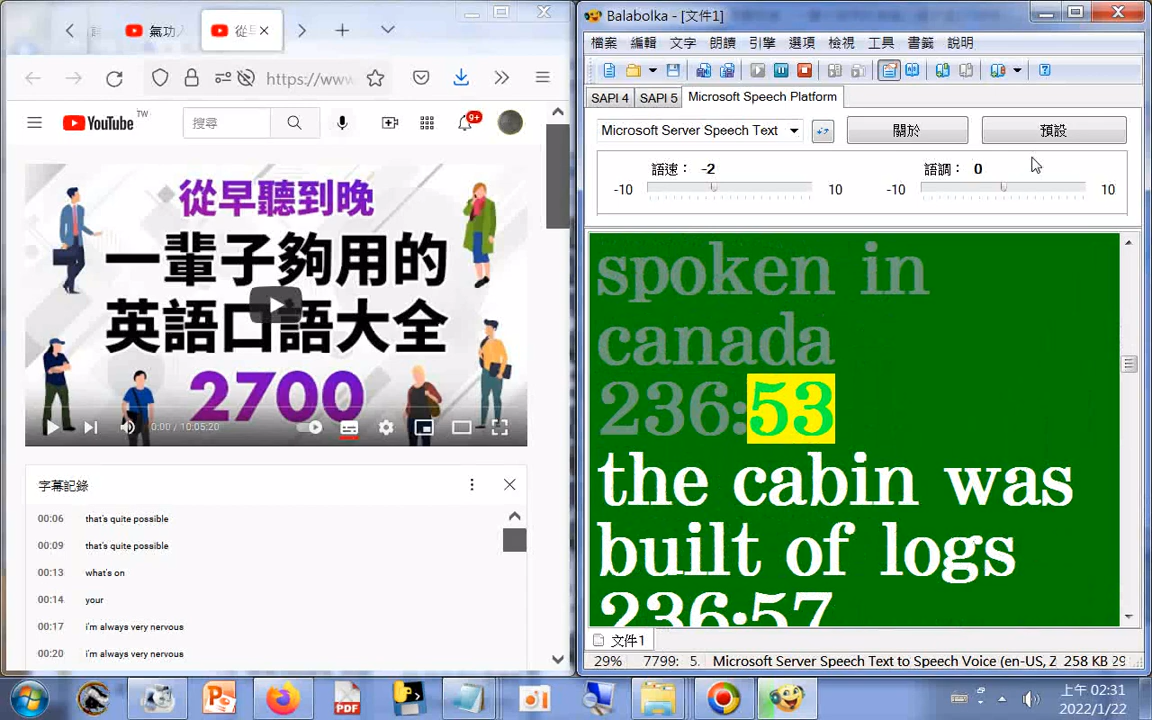 從
https://www
YouTube TW
搜尋
9+
從早聽到晚
一輩子夠用的
英語口語大全
2700
0:00 / 10:05:20
字幕記錄
00:06 that's quite possible
00:09 that's quite possible
00:13 what's on
00:14 your
00:17 i'm always very nervous
00:20 i'm always very nervous
Balabolka - [文件1]
檔案 編輯 文字 朗讀 引擎 選項 檢視 工具 書籤 說明
SAPI 4 SAPI 5 Microsoft Speech Platform
Microsoft Server Speech Text 關於 預設
語速： -2 語調： 0
-10 10 -10 10
spoken in
canada
236:53
the cabin was
built of logs
236:57
文件1
29% 7799: 5. Microsoft Server Speech Text to Speech Voice (en-US, Z 258 KB
PDF
上午 02:31
2022/1/22